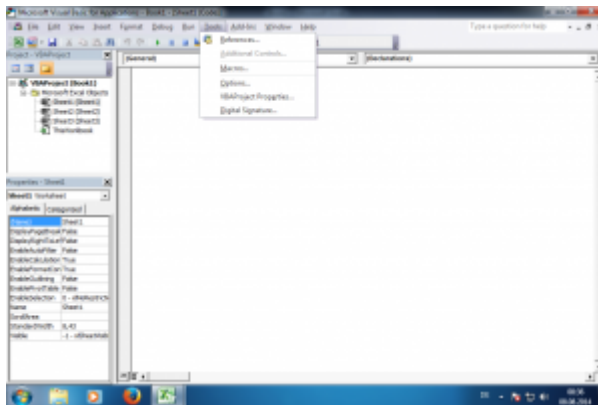 Microsoft Visual Basic for Applications - Book1 - [Sheet1 (Code)]
File Edit View Insert Format Debug Run Tools Add-Ins Window Help
Type a question for help
Project - VBAProject
(General)
(Declarations)
References...
Additional Controls...
Macros...
Options...
VBAProject Properties...
Digital Signature...
VBAProject (Book1)
Microsoft Excel Objects
Sheet1 (Sheet1)
Sheet2 (Sheet2)
Sheet3 (Sheet3)
ThisWorkbook
Properties - Sheet1
Sheet1 Worksheet
Alphabetic Categorized
(Name) Sheet1
DisplayPageBreak False
DisplayRightToLef False
EnableAutoFilter False
EnableCalculation True
EnableFormatCon True
EnableOutlining False
EnablePivotTable False
EnableSelection 0 - xlNoRestrictio
Name Sheet1
ScrollArea
StandardWidth 8,43
Visible -1 - xlSheetVisib